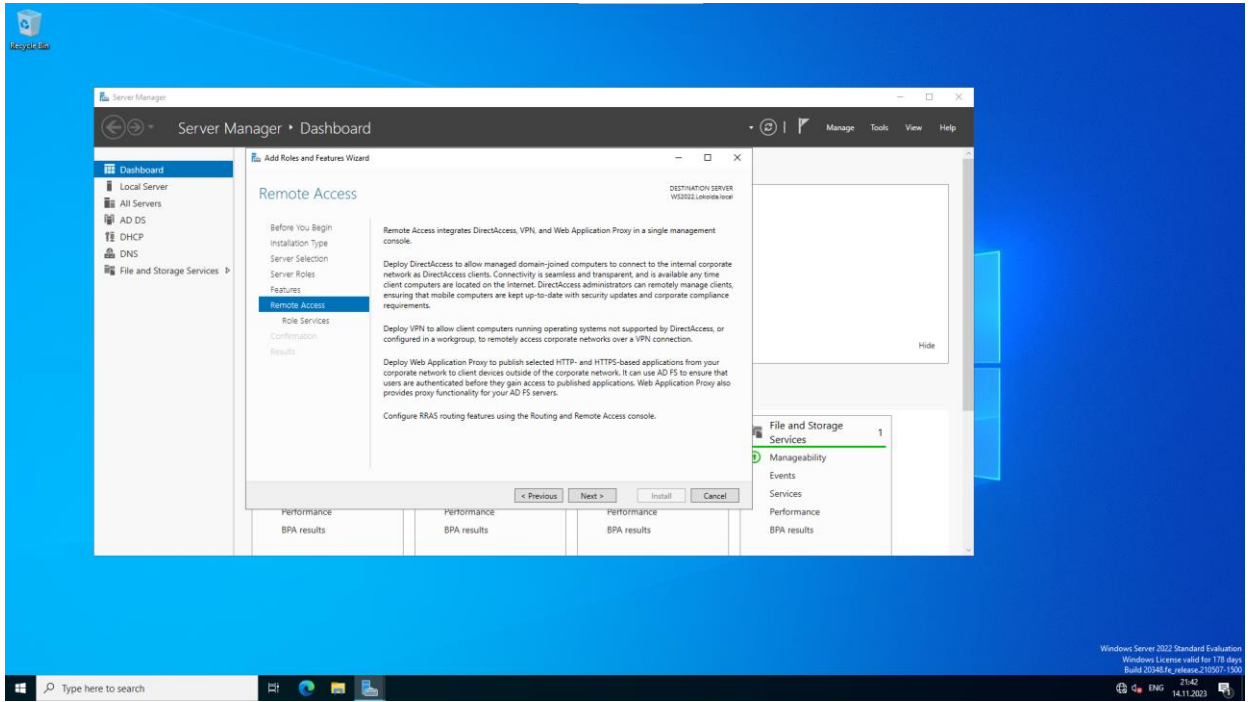 Recycle Bin
Server Manager
Server Manager • Dashboard
Manage Tools View Help
Dashboard
Local Server
All Servers
AD DS
DHCP
DNS
File and Storage Services
Add Roles and Features Wizard
Remote Access
DESTINATION SERVER
WS2022.Lokoida.local
Before You Begin
Installation Type
Server Selection
Server Roles
Features
Remote Access
Role Services
Confirmation
Results
Remote Access integrates DirectAccess, VPN, and Web Application Proxy in a single management
console.
Deploy DirectAccess to allow managed domain-joined computers to connect to the internal corporate
network as DirectAccess clients. Connectivity is seamless and transparent, and is available any time
client computers are located on the Internet. DirectAccess administrators can remotely manage clients,
ensuring that mobile computers are kept up-to-date with security updates and corporate compliance
requirements.
Deploy VPN to allow client computers running operating systems not supported by DirectAccess, or
configured in a workgroup, to remotely access corporate networks over a VPN connection.
Deploy Web Application Proxy to publish selected HTTP- and HTTPS-based applications from your
corporate network to client devices outside of the corporate network. It can use AD FS to ensure that
users are authenticated before they gain access to published applications. Web Application Proxy also
provides proxy functionality for your AD FS servers.
Configure RRAS routing features using the Routing and Remote Access console.
< Previous Next > Install Cancel
Hide
File and Storage
Services 1
Manageability
Events
Services
Performance
BPA results
Performance
BPA results
Performance
BPA results
Performance
BPA results
Windows Server 2022 Standard Evaluation
Windows License valid for 178 days
Build 20348.fe_release.210507-1500
Type here to search
ENG
21:42
14.11.2023